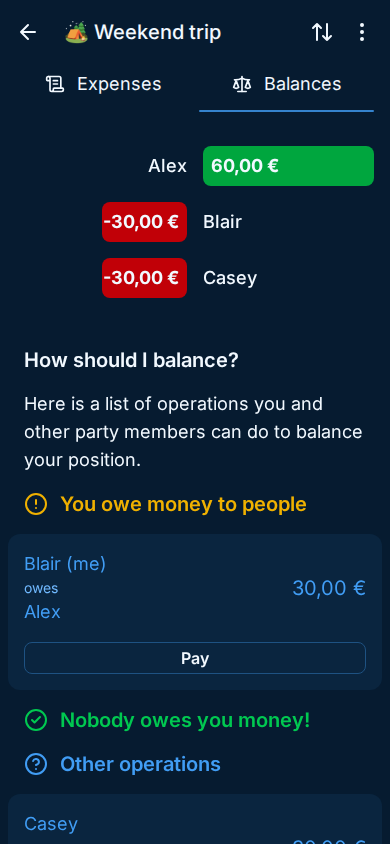 🏕️ Weekend trip
Expenses
Balances
Alex
60,00 €
-30,00 €
Blair
-30,00 €
Casey
How should I balance?
Here is a list of operations you and
other party members can do to balance
your position.
You owe money to people
Blair (me)
owes
Alex
30,00 €
Pay
Nobody owes you money!
Other operations
Casey